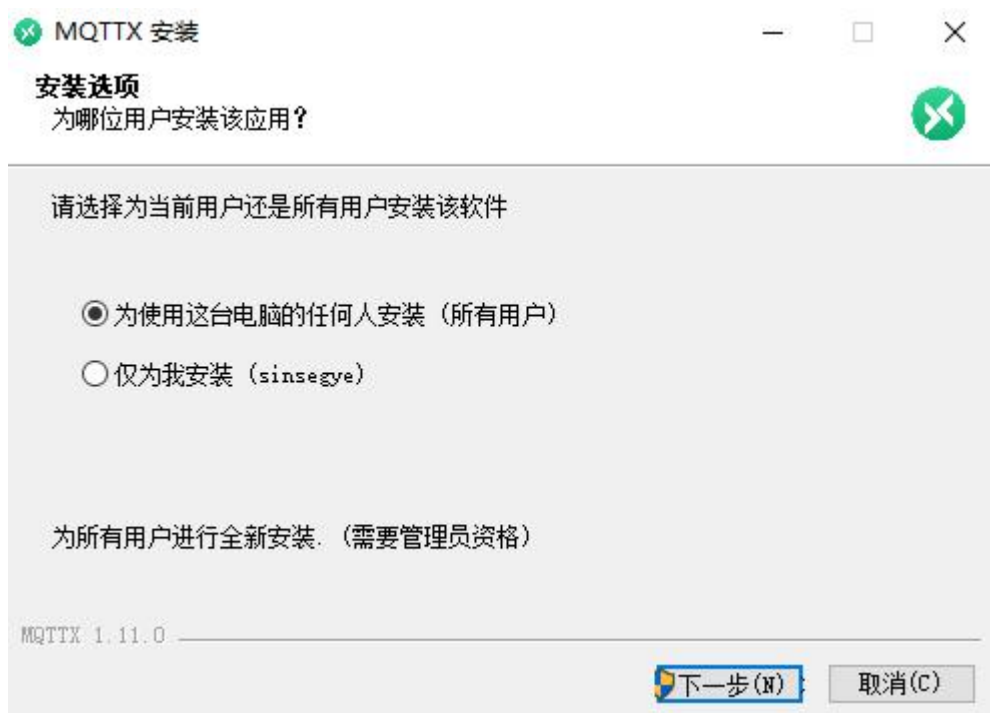 MQTTX 安装
安装选项
为哪位用户安装该应用?
请选择为当前用户还是所有用户安装该软件
为使用这台电脑的任何人安装（所有用户）
仅为我安装（sinsegye）
为所有用户进行全新安装. （需要管理员资格）
MQTTX 1.11.0
下一步(N) 取消(C)